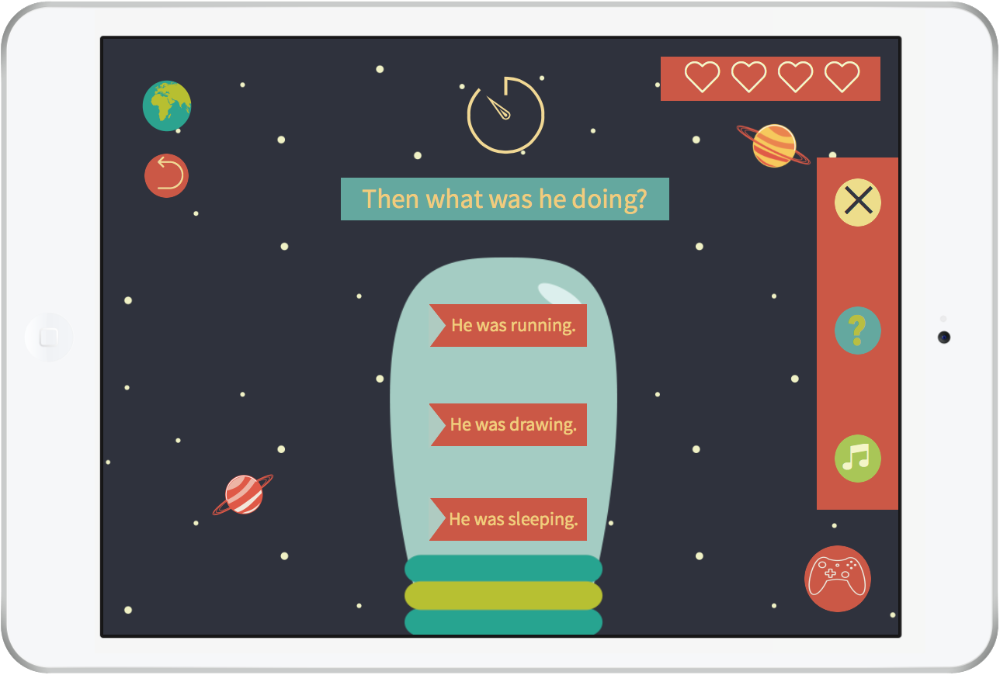 Then what was he doing?
He was running.
He was drawing.
He was sleeping.
?